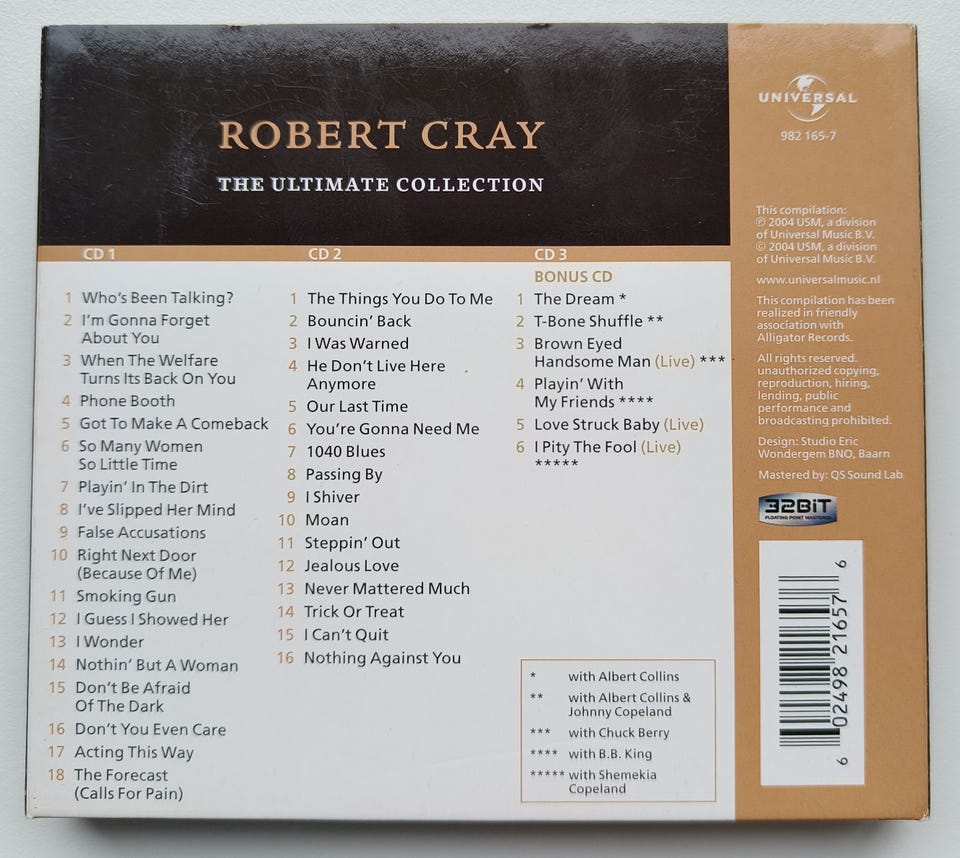 ROBERT CRAY
THE ULTIMATE COLLECTION
CD 1
1 Who's Been Talking?
2 I'm Gonna Forget
About You
3 When The Welfare
Turns Its Back On You
4 Phone Booth
5 Got To Make A Comeback
6 So Many Women
So Little Time
7 Playin' In The Dirt
8 I've Slipped Her Mind
9 False Accusations
10 Right Next Door
(Because Of Me)
11 Smoking Gun
12 I Guess I Showed Her
13 I Wonder
14 Nothin' But A Woman
15 Don't Be Afraid
Of The Dark
16 Don't You Even Care
17 Acting This Way
18 The Forecast
(Calls For Pain)
CD 2
1 The Things You Do To Me
2 Bouncin' Back
3 I Was Warned
4 He Don't Live Here
Anymore
5 Our Last Time
6 You're Gonna Need Me
7 1040 Blues
8 Passing By
9 I Shiver
10 Moan
11 Steppin' Out
12 Jealous Love
13 Never Mattered Much
14 Trick Or Treat
15 I Can't Quit
16 Nothing Against You
CD 3
BONUS CD
1 The Dream *
2 T-Bone Shuffle **
3 Brown Eyed
Handsome Man (Live) ***
4 Playin' With
My Friends ****
5 Love Struck Baby (Live)
6 I Pity The Fool (Live)
*****
* with Albert Collins
** with Albert Collins &
Johnny Copeland
*** with Chuck Berry
**** with B.B. King
***** with Shemekia
Copeland
UNIVERSAL
982 165-7
This compilation:
℗ 2004 USM, a division
of Universal Music B.V.
© 2004 USM, a division
of Universal Music B.V.
www.universalmusic.nl
This compilation has been
realized in friendly
association with
Alligator Records.
All rights reserved.
unauthorized copying,
reproduction, hiring,
lending, public
performance and
broadcasting prohibited.
Design: Studio Eric
Wondergem BNO, Baarn
Mastered by: QS Sound Lab
32BiT
FLOATING POINT MASTERING
6 02498 21657 6